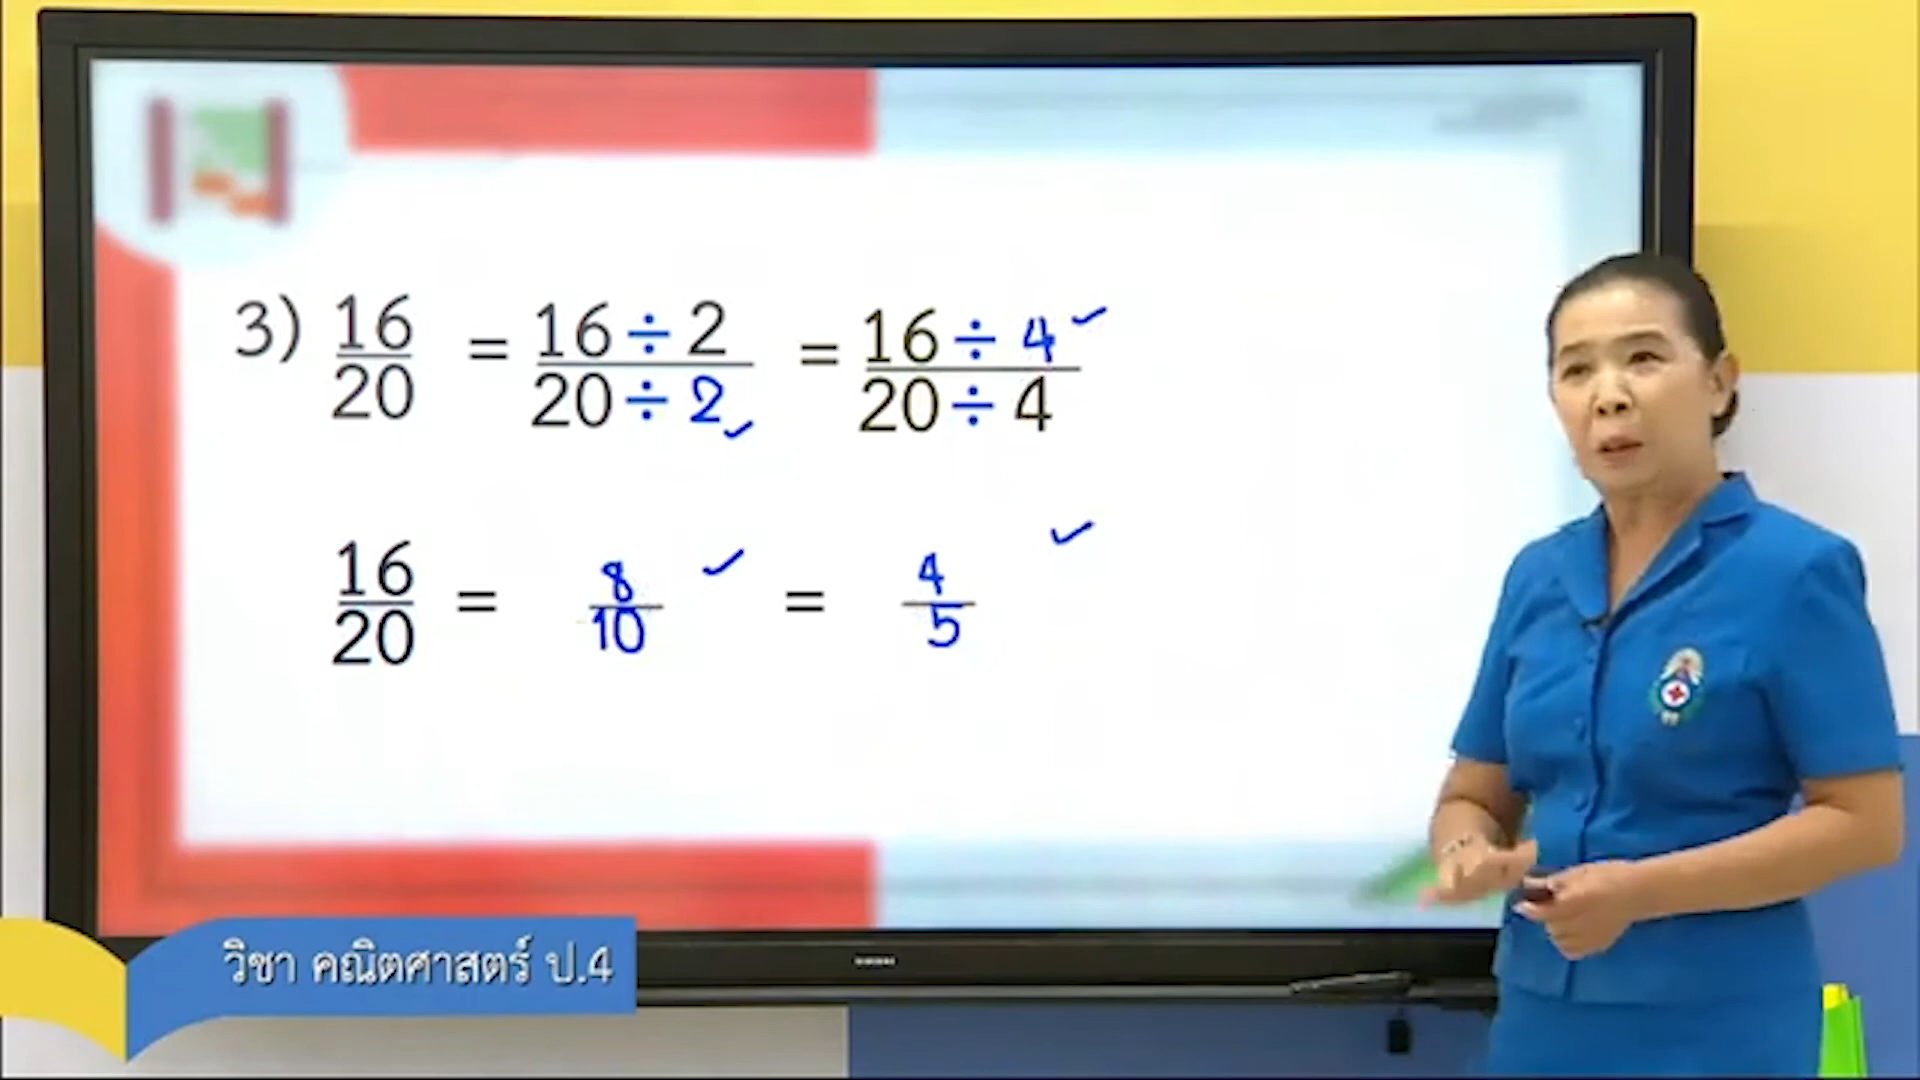 3) 16/20 = 16 ÷ 2/20 ÷ 2 ✓ = 16 ÷ 4/20 ÷ 4 ✓
16/20 = 8/10 ✓ = 4/5 ✓
วิชา คณิตศาสตร์ ป.4